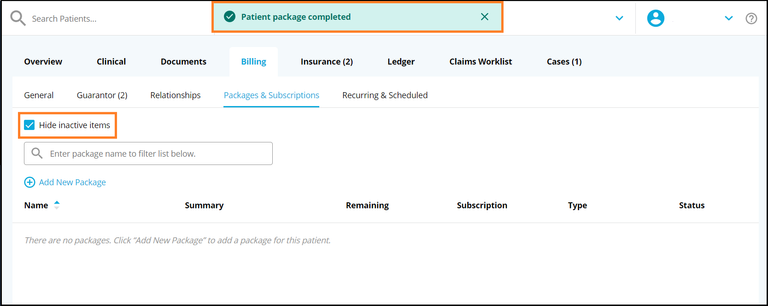 Search Patients...
Patient package completed
Overview Clinical Documents Billing Insurance (2) Ledger Claims Worklist Cases (1)
General Guarantor (2) Relationships Packages & Subscriptions Recurring & Scheduled
Hide inactive items
Enter package name to filter list below.
Add New Package
Name Summary Remaining Subscription Type Status
There are no packages. Click "Add New Package" to add a package for this patient.